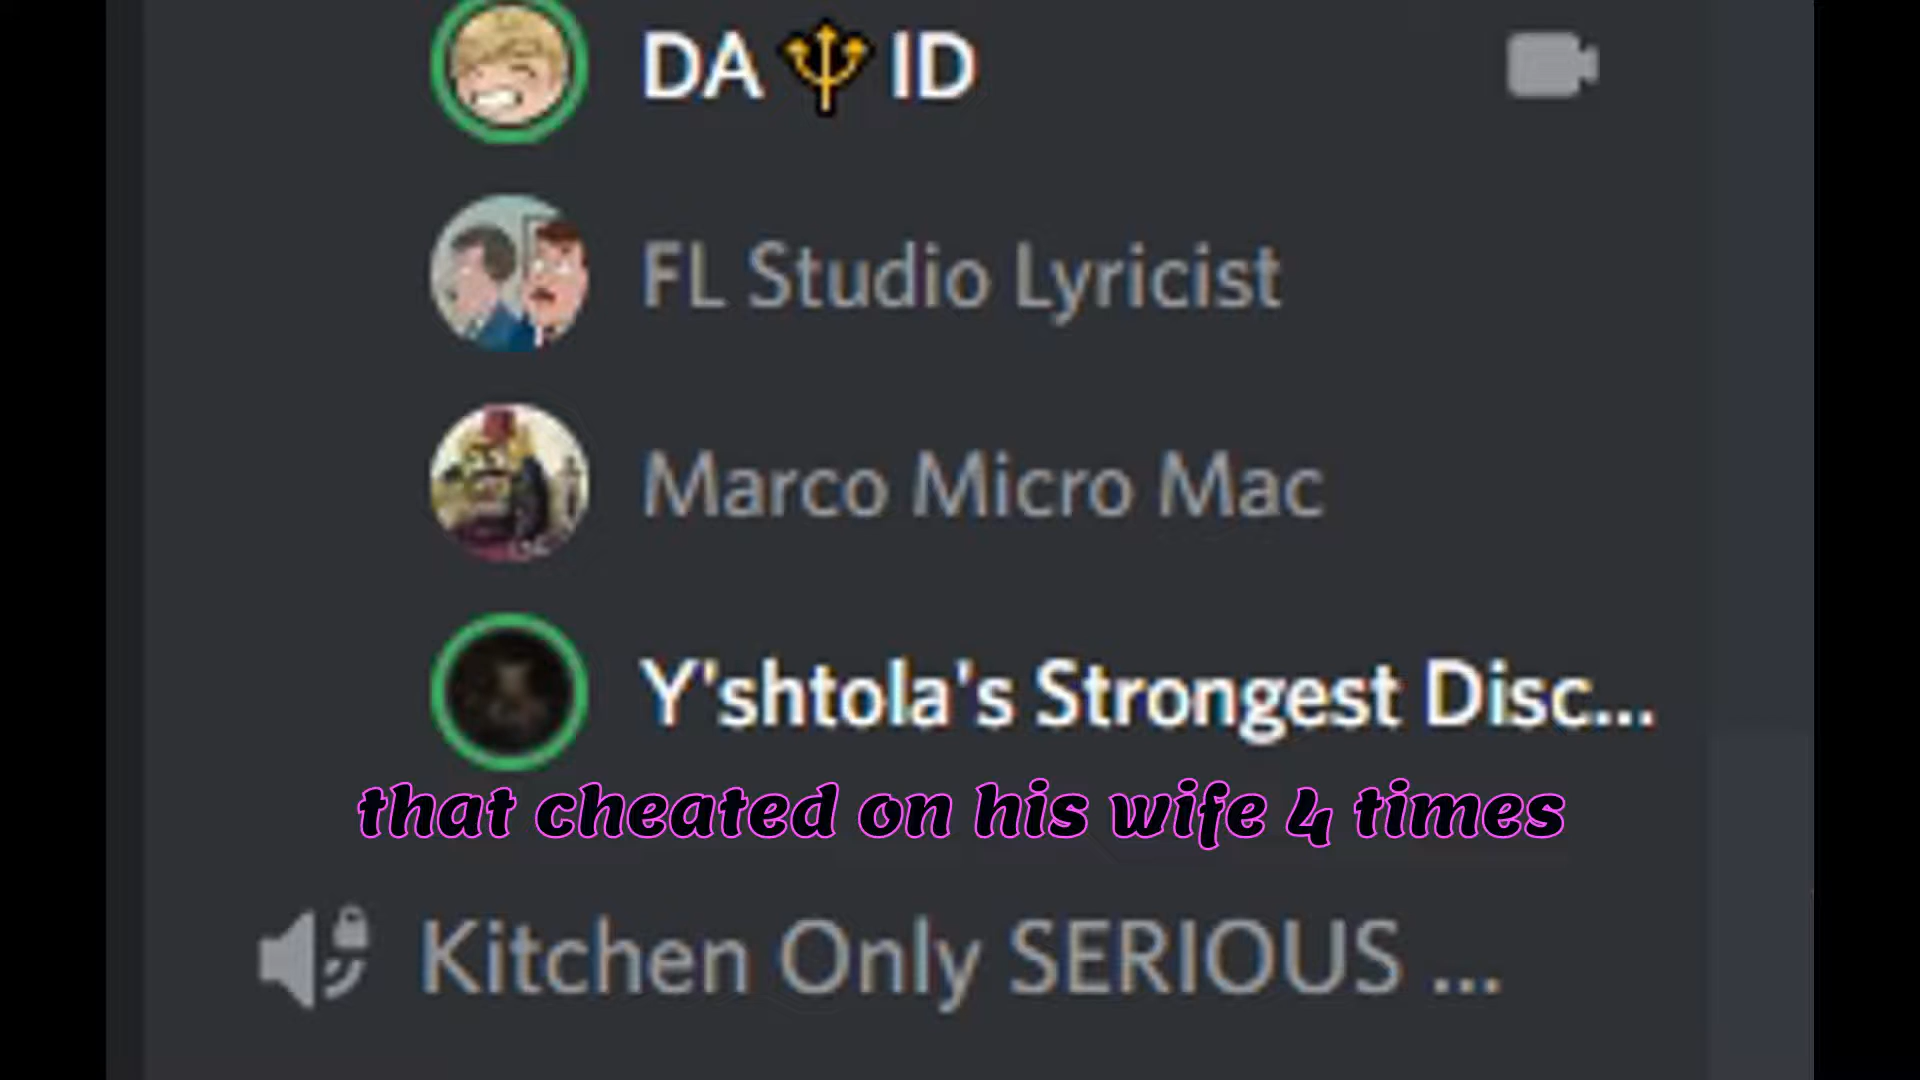 DA🔱ID
FL Studio Lyricist
Marco Micro Mac
Y'shtola's Strongest Disc...
that cheated on his wife 4 times
Kitchen Only SERIOUS ...